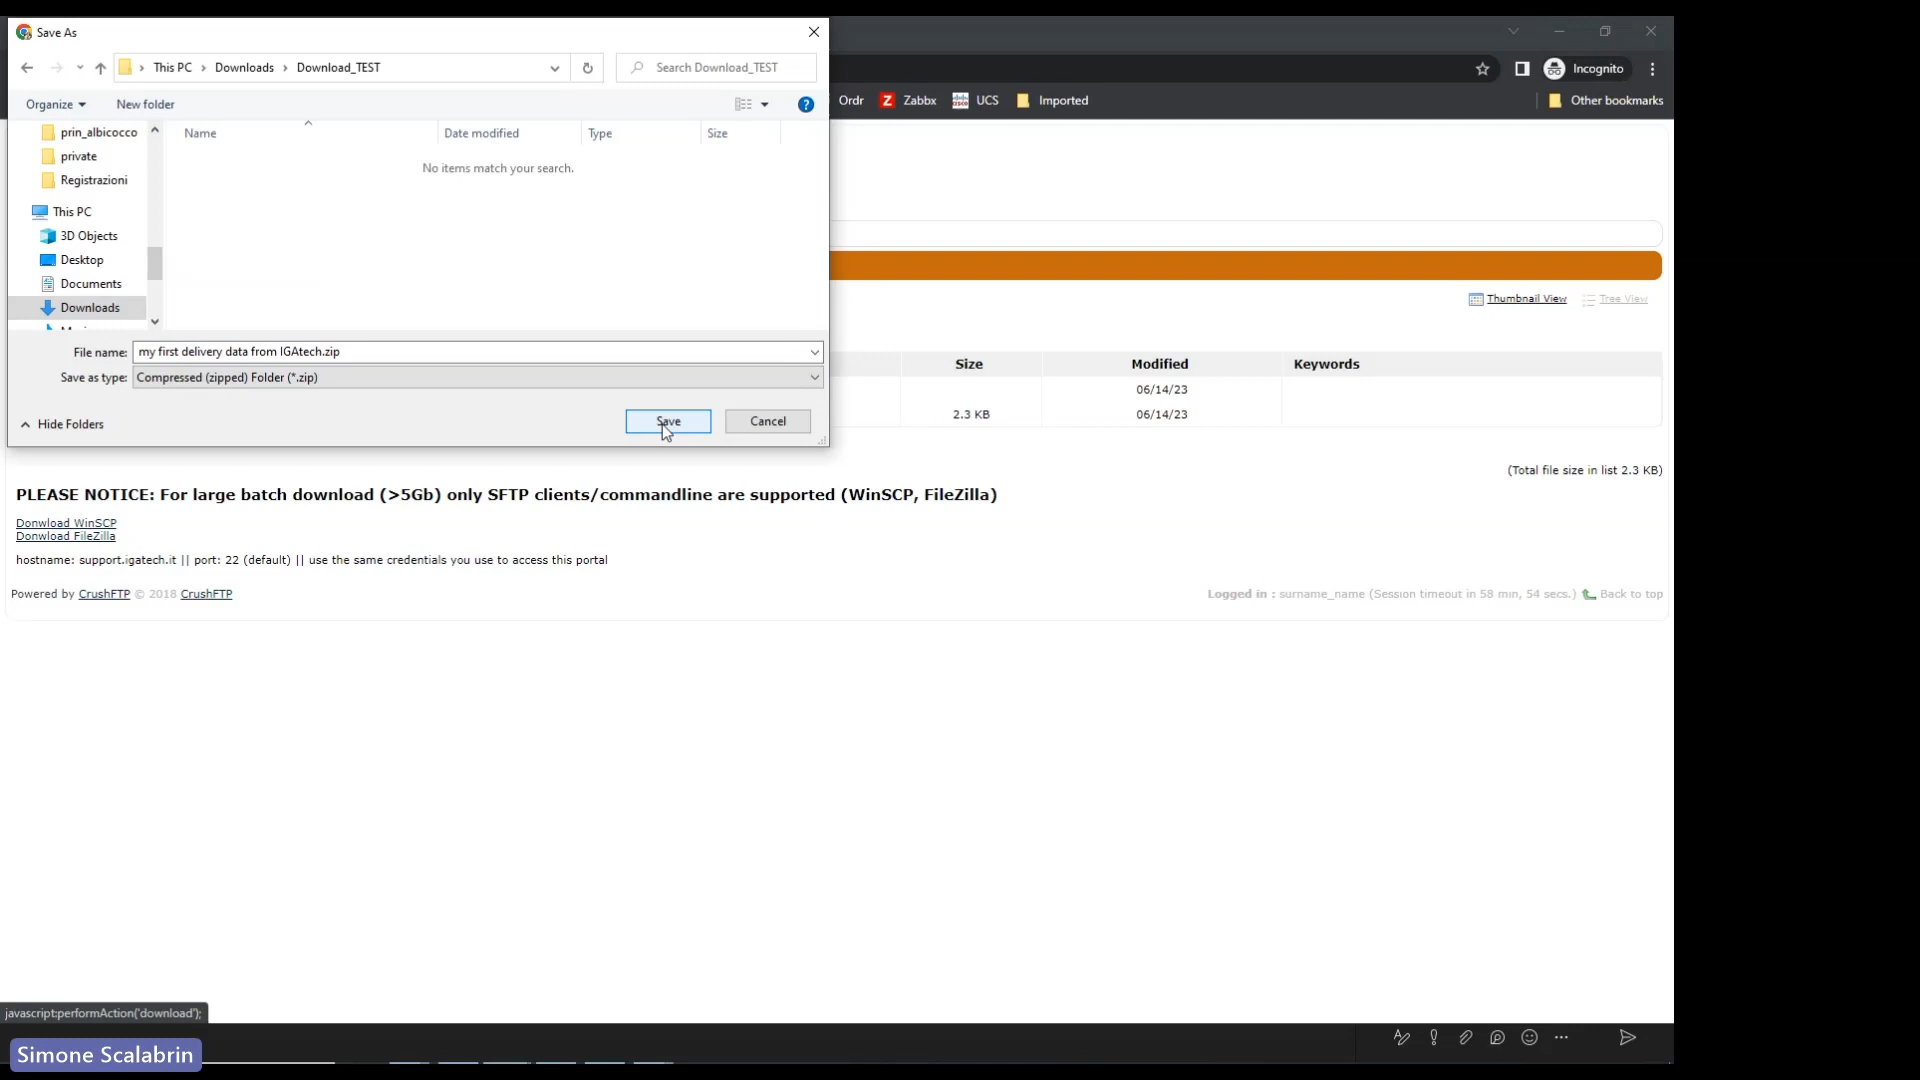 Save As
This PC > Downloads > Download_TEST
Search Download_TEST
Incognito
Organize
New folder
Ordr
Zabbx
UCS
Imported
Other bookmarks
prin_albicocco
private
Registrazioni
This PC
3D Objects
Desktop
Documents
Downloads
Name
Date modified
Type
Size
No items match your search.
File name: my first delivery data from IGAtech.zip
Save as type: Compressed (zipped) Folder (*.zip)
Hide Folders
Save
Cancel
Thumbnail View
Tree View
Size
Modified
Keywords
06/14/23
2.3 KB
06/14/23
(Total file size in list 2.3 KB)
PLEASE NOTICE: For large batch download (>5Gb) only SFTP clients/commandline are supported (WinSCP, FileZilla)
Donwload WinSCP
Donwload FileZilla
hostname: support.igatech.it || port: 22 (default) || use the same credentials you use to access this portal
Powered by CrushFTP © 2018 CrushFTP
Logged in : surname_name (Session timeout in 58 min, 54 secs.) Back to top
javascript:performAction('download');
Simone Scalabrin